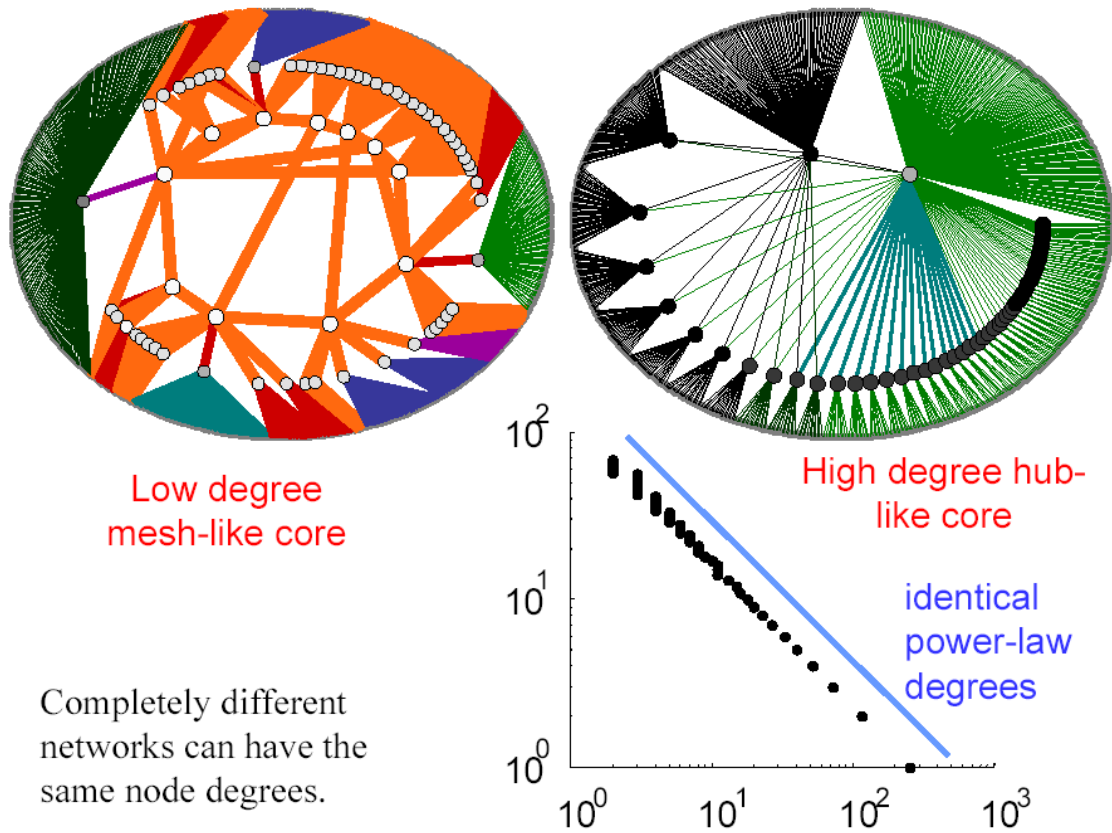 Low degree
mesh-like core
High degree hub-
like core
identical
power-law
degrees
Completely different
networks can have the
same node degrees.
10²
10¹
10⁰
10⁰
10¹
10²
10³